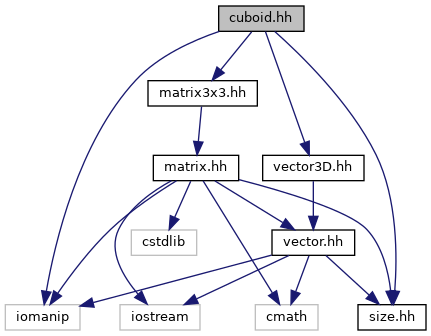 cuboid.hh
matrix3x3.hh
matrix.hh
vector3D.hh
cstdlib
vector.hh
iomanip
iostream
cmath
size.hh